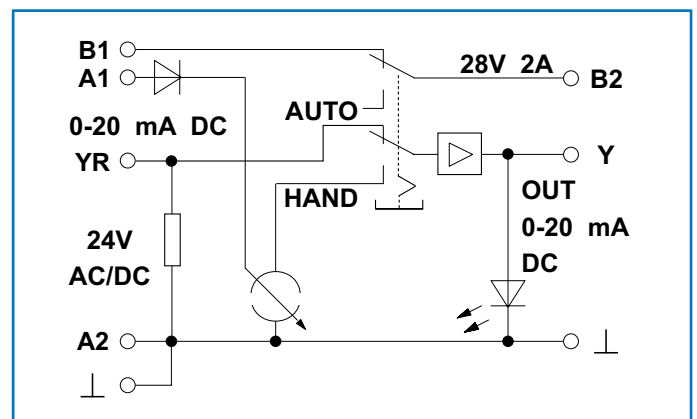 B1
A1
28V 2A
B2
AUTO
0-20 mA DC
YR
Y
HAND
OUT
0-20 mA
DC
24V
AC/DC
A2